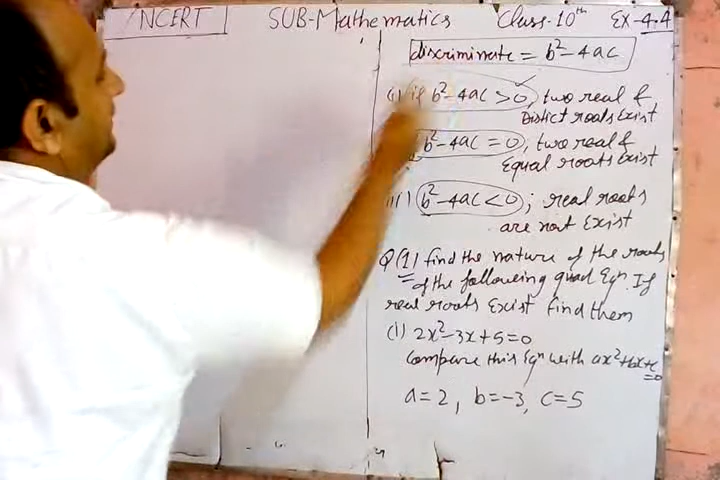 NCERT SUB-Mathematics Class-10th Ex-4.4
discriminate = b²-4ac
(i) if b²-4ac>0, two real &
Distict roots Exist
b²-4ac=0, two real &
Equal roots Exist
(iii) b²-4ac<0; real roots
are not Exist
Q(1) find the nature of the roots
of the following quad Eqn. If
real roots Exist find them
(i) 2x²-3x+5=0
Compare this Eqn with ax²+bx+c
=0
a=2, b=-3, c=5